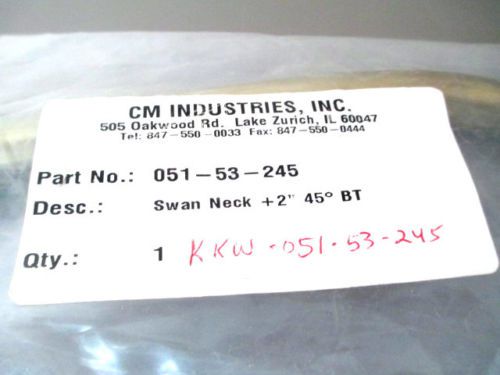 CM INDUSTRIES, INC.
505 Oakwood Rd. Lake Zurich, IL 60047
Tel: 847-550-0033 Fax: 847-550-0444
Part No.: 051-53-245
Desc.: Swan Neck +2" 45° BT
Qty.: 1 KKW-051-53-245